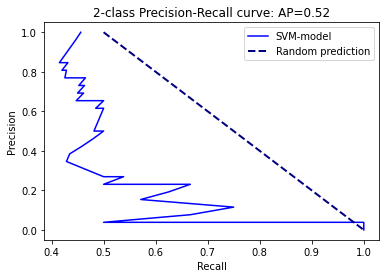 2-class Precision-Recall curve: AP=0.52
SVM-model
Random prediction
Precision
1.0
0.8
0.6
0.4
0.2
0.0
0.4
0.5
0.6
0.7
0.8
0.9
1.0
Recall